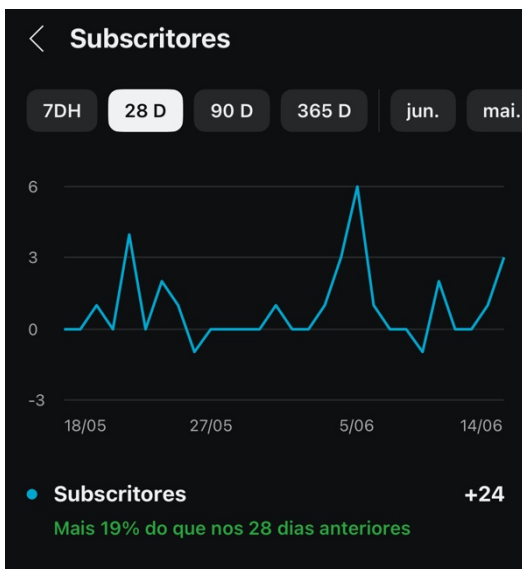 Subscritores
7DH 28 D 90 D 365 D jun. mai.
6
3
0
-3
18/05 27/05 5/06 14/06
Subscritores +24
Mais 19% do que nos 28 dias anteriores